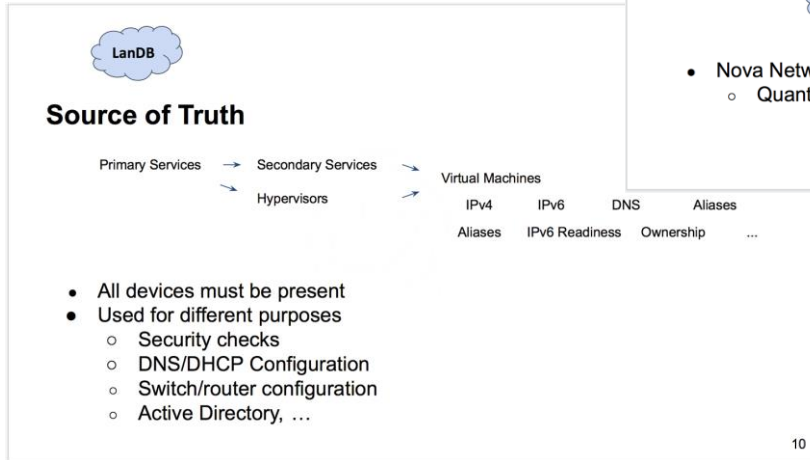 LanDB
Source of Truth
Primary Services → Secondary Services
Hypervisors
Virtual Machines
IPv4 IPv6 DNS Aliases
Aliases IPv6 Readiness Ownership ...
• All devices must be present
• Used for different purposes
○ Security checks
○ DNS/DHCP Configuration
○ Switch/router configuration
○ Active Directory, …
10
• Nova
○